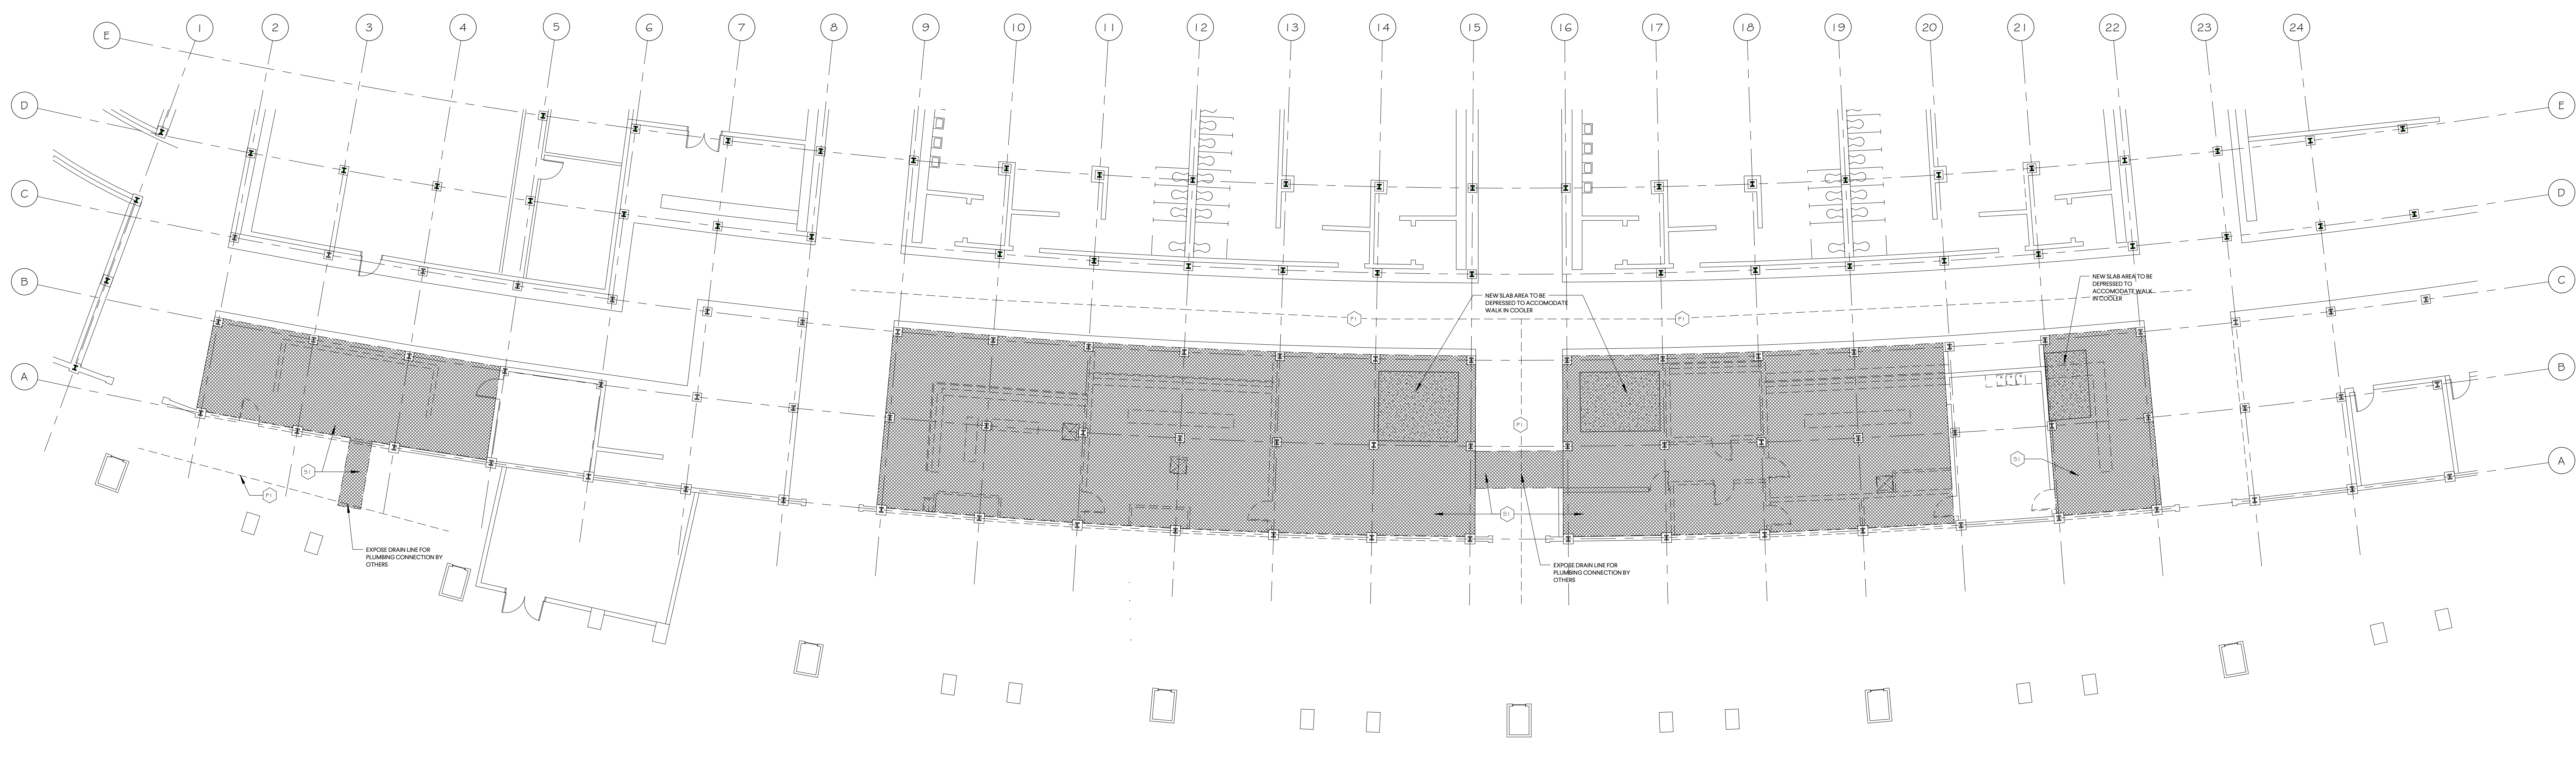 1 2 3 4 5 6 7 8 9 10 11 12 13 14 15 16 17 18 19 20 21 22 23 24
E
D
C
B
A
E
D
C
B
A
NEW SLAB AREA TO BE
DEPRESSED TO
ACCOMODATE WALK
IN COOLER
NEW SLAB AREA TO BE
DEPRESSED TO ACCOMODATE
WALK IN COOLER
P1
P1
P1
S1
S1
P1
S1
EXPOSE DRAIN LINE FOR
PLUMBING CONNECTION BY
OTHERS
EXPOSE DRAIN LINE FOR
PLUMBING CONNECTION BY
OTHERS